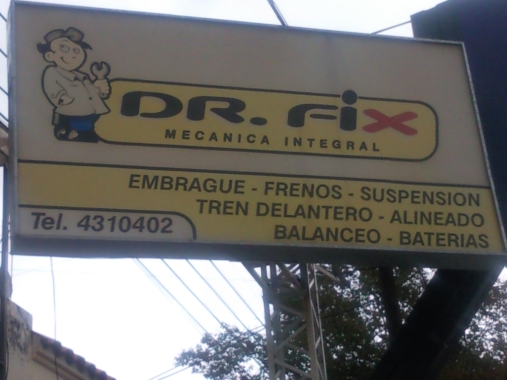 DR. FiX
MECANICA INTEGRAL
EMBRAGUE - FRENOS - SUSPENSION
TREN DELANTERO - ALINEADO
BALANCEO - BATERIAS
Tel. 4310402